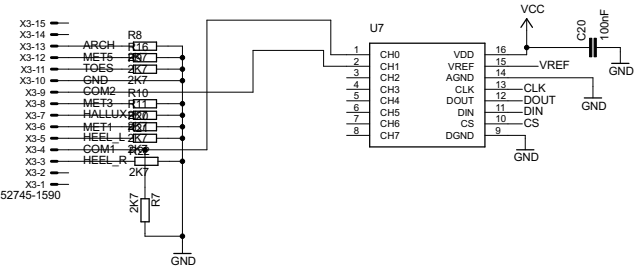 VCC
C20
100nF
GND
U7
X3-15
X3-14
X3-13 ARCH R8
X3-12 MET5 R16
X3-11 TOES 2K7
X3-10 GND 2K7
X3-9 COM2
X3-8 MET3 R10
X3-7 HALLUX R11
X3-6 MET1
X3-5 HEEL_L 2K7
X3-4 COM1
X3-3 HEEL_R
X3-2 2K7
X3-1
52745-1590
2K7
R7
GND
1 CH0 VDD 16
2 CH1 VREF 15 VREF
3 CH2 AGND 14
4 CH3 CLK 13 CLK
5 CH4 DOUT 12 DOUT
6 CH5 DIN 11 DIN
7 CH6 CS 10 CS
8 CH7 DGND 9
GND
GND